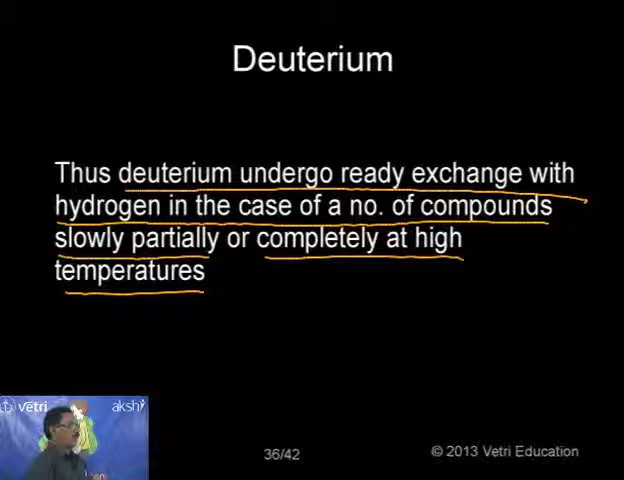 Deuterium
Thus deuterium undergo ready exchange with
hydrogen in the case of a no. of compounds
slowly partially or completely at high
temperatures
vetri
akshi
36/42
© 2013 Vetri Education